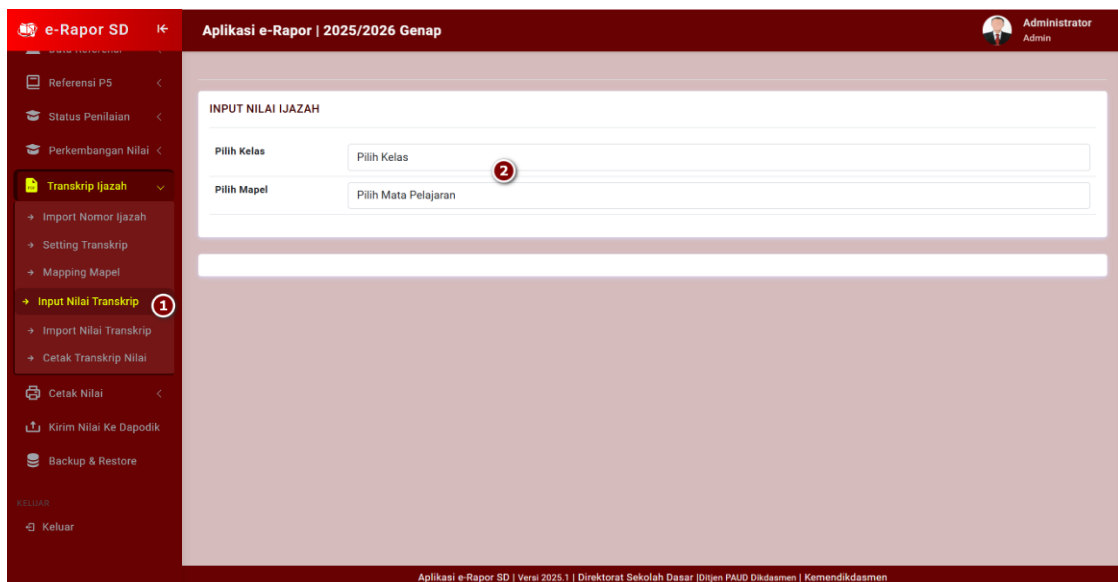 e-Rapor SD
Aplikasi e-Rapor | 2025/2026 Genap
Administrator
Admin
Referensi P5
Status Penilaian
Perkembangan Nilai
Transkrip Ijazah
Import Nomor Ijazah
Setting Transkrip
Mapping Mapel
Input Nilai Transkrip
1
Import Nilai Transkrip
Cetak Transkrip Nilai
Cetak Nilai
Kirim Nilai Ke Dapodik
Backup & Restore
KELUAR
Keluar
INPUT NILAI IJAZAH
Pilih Kelas
Pilih Kelas
2
Pilih Mapel
Pilih Mata Pelajaran
Aplikasi e-Rapor SD | Versi 2025.1 | Direktorat Sekolah Dasar |Ditjen PAUD Dikdasmen | Kemendikdasmen